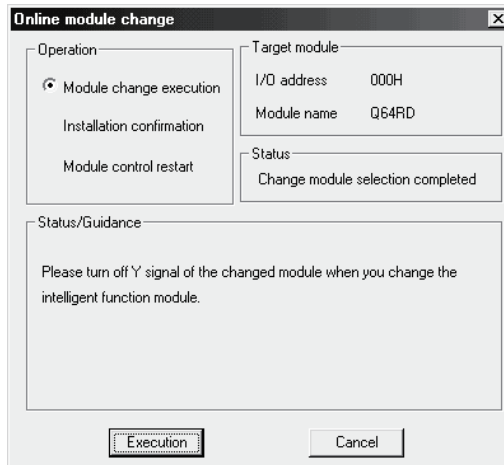 Online module change
Operation
Module change execution
Installation confirmation
Module control restart
Target module
I/O address 000H
Module name Q64RD
Status
Change module selection completed
Status/Guidance
Please turn off Y signal of the changed module when you change the
intelligent function module.
Execution
Cancel